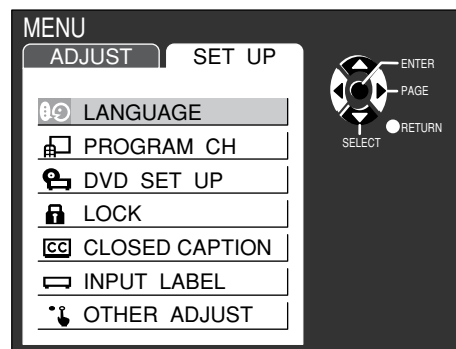 MENU
ADJUST SET UP
LANGUAGE
PROGRAM CH
DVD SET UP
LOCK
CC CLOSED CAPTION
INPUT LABEL
OTHER ADJUST
ENTER
PAGE
RETURN
SELECT